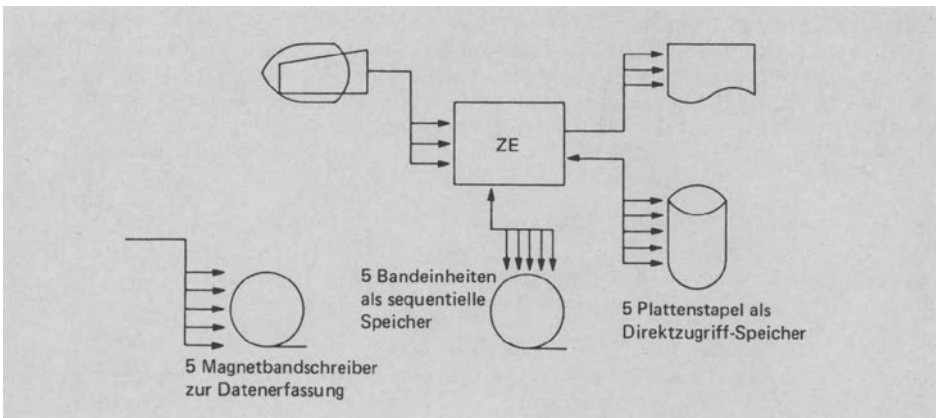 ZE
5 Bandeinheiten
als sequentielle
Speicher
5 Plattenstapel als
Direktzugriff-Speicher
5 Magnetbandschreiber
zur Datenerfassung